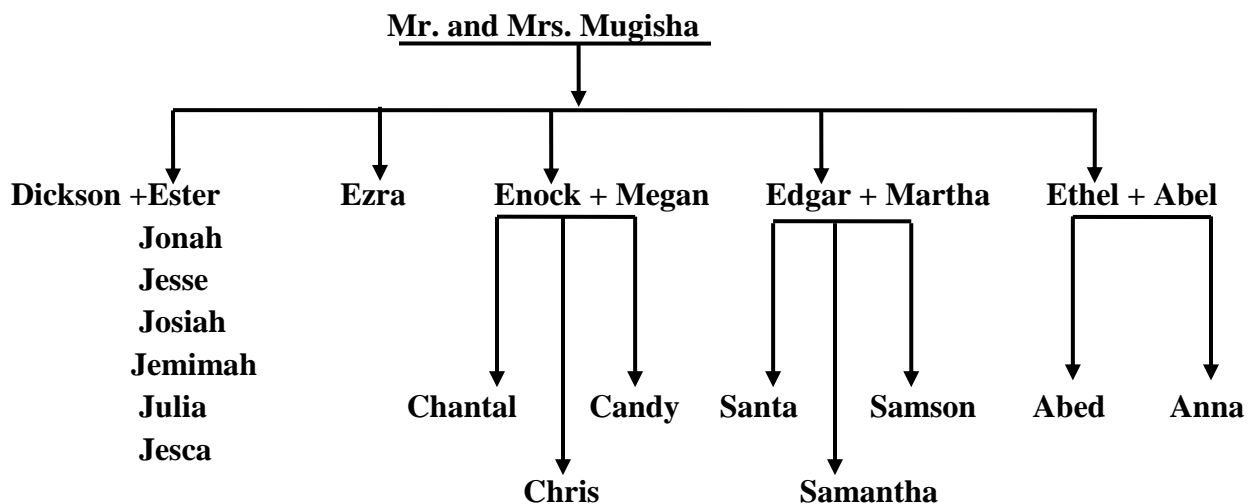 Mr. and Mrs. Mugisha
Dickson +Ester Ezra Enock + Megan Edgar + Martha Ethel + Abel
Jonah
Jesse
Josiah
Jemimah
Julia
Jesca
Chantal Candy Santa Samson Abed Anna
Chris Samantha